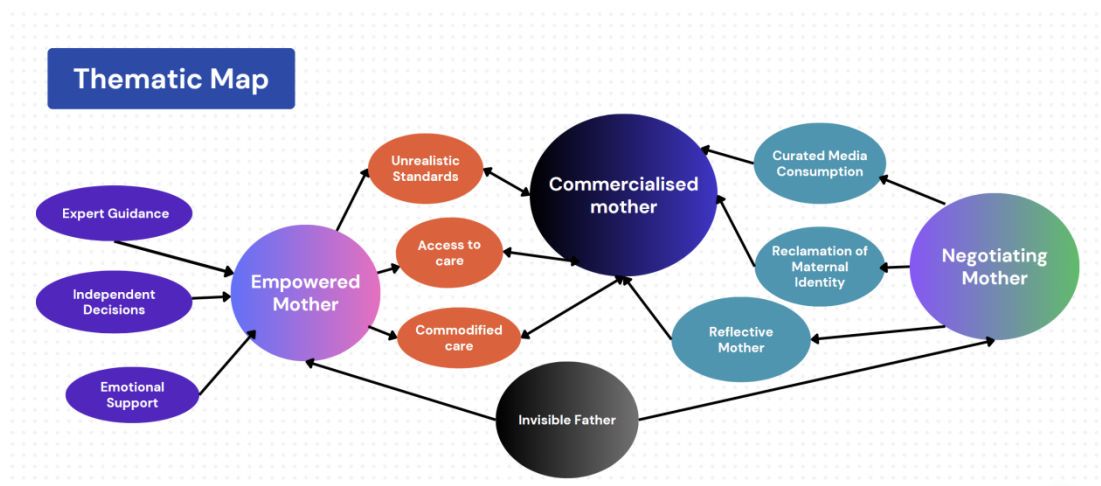 Thematic Map
Expert Guidance
Independent
Decisions
Emotional
Support
Empowered
Mother
Unrealistic
Standards
Access to
care
Commodified
care
Commercialised
mother
Invisible Father
Curated Media
Consumption
Reclamation of
Maternal
Identity
Reflective
Mother
Negotiating
Mother